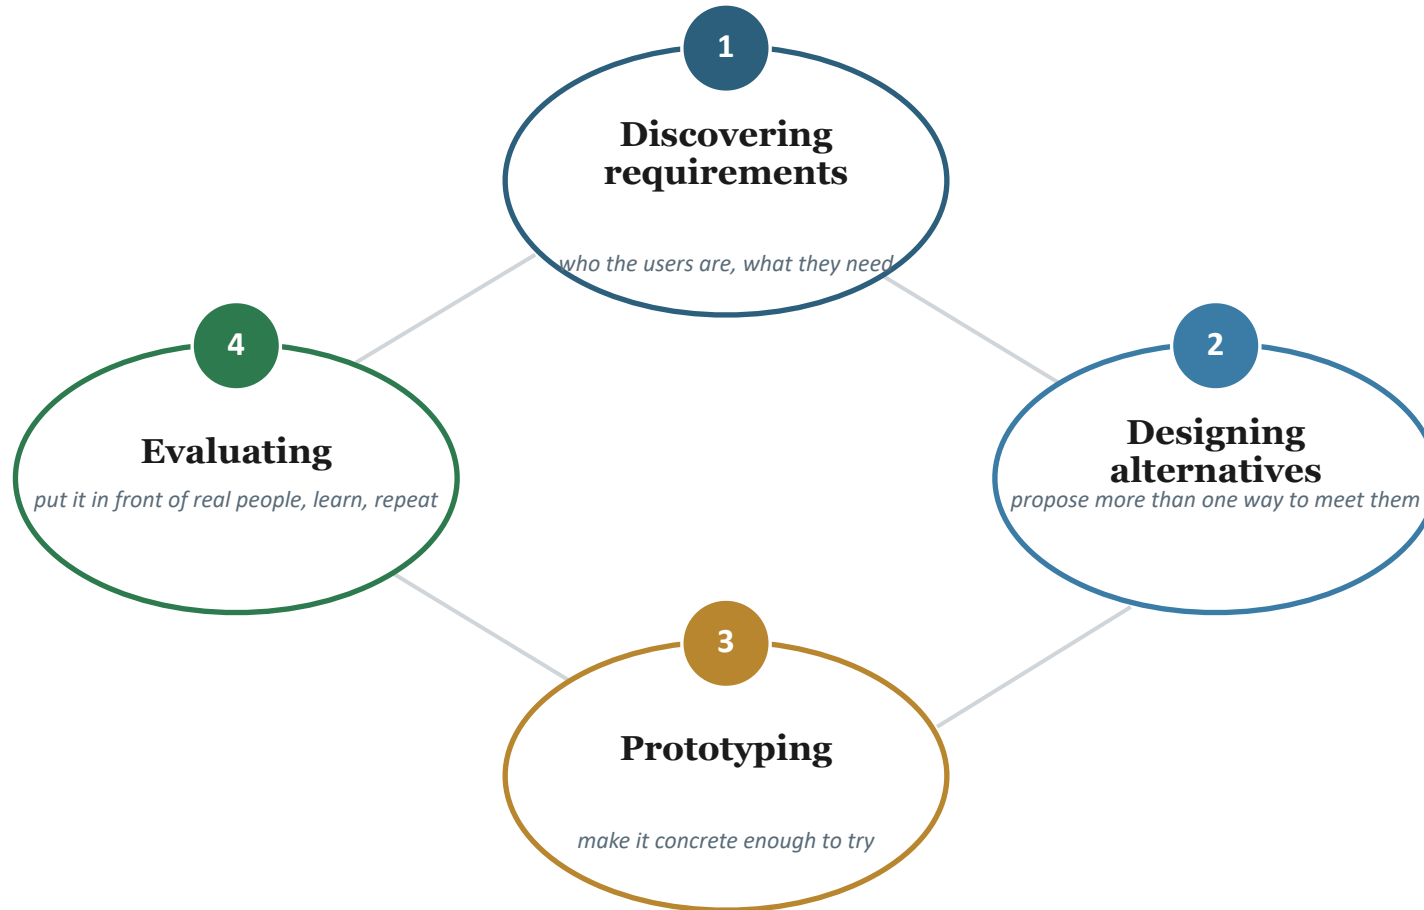 1
Discovering
requirements
who the users are, what they need
2
Designing
alternatives
propose more than one way to meet them
3
Prototyping
make it concrete enough to try
4
Evaluating
put it in front of real people, learn, repeat